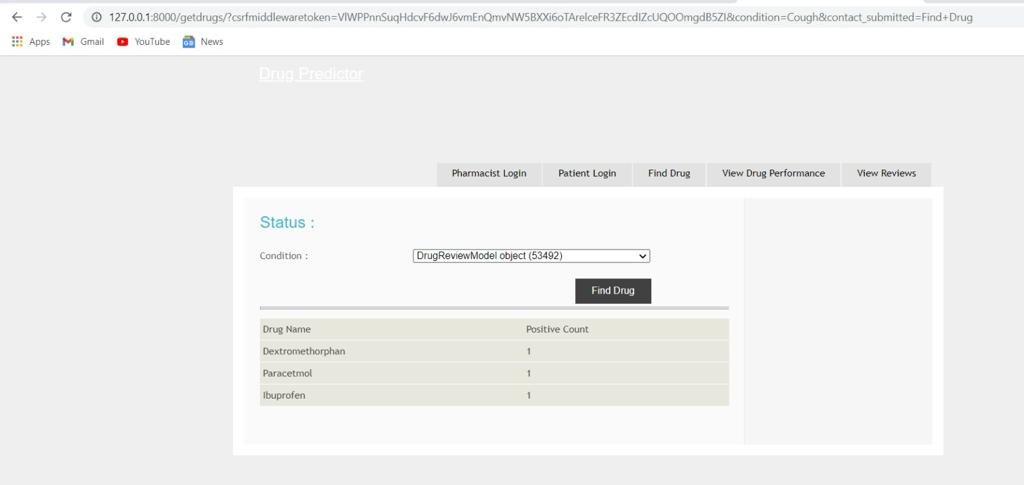 127.0.0.1:8000/getdrugs/?csrfmiddlewaretoken=VlWPPnnSuqHdcvF6dwJ6vmEnQmvNW5BXXi6oTArelceFR3ZEcdIZcUQOOmgdB5ZI&condition=Cough&contact_submitted=Find+Drug
Apps Gmail YouTube GB News
Drug Predictor
Pharmacist Login Patient Login Find Drug View Drug Performance View Reviews
Status :
Condition : DrugReviewModel object (53492)
Find Drug
Drug Name Positive Count
Dextromethorphan 1
Paracetmol 1
Ibuprofen 1